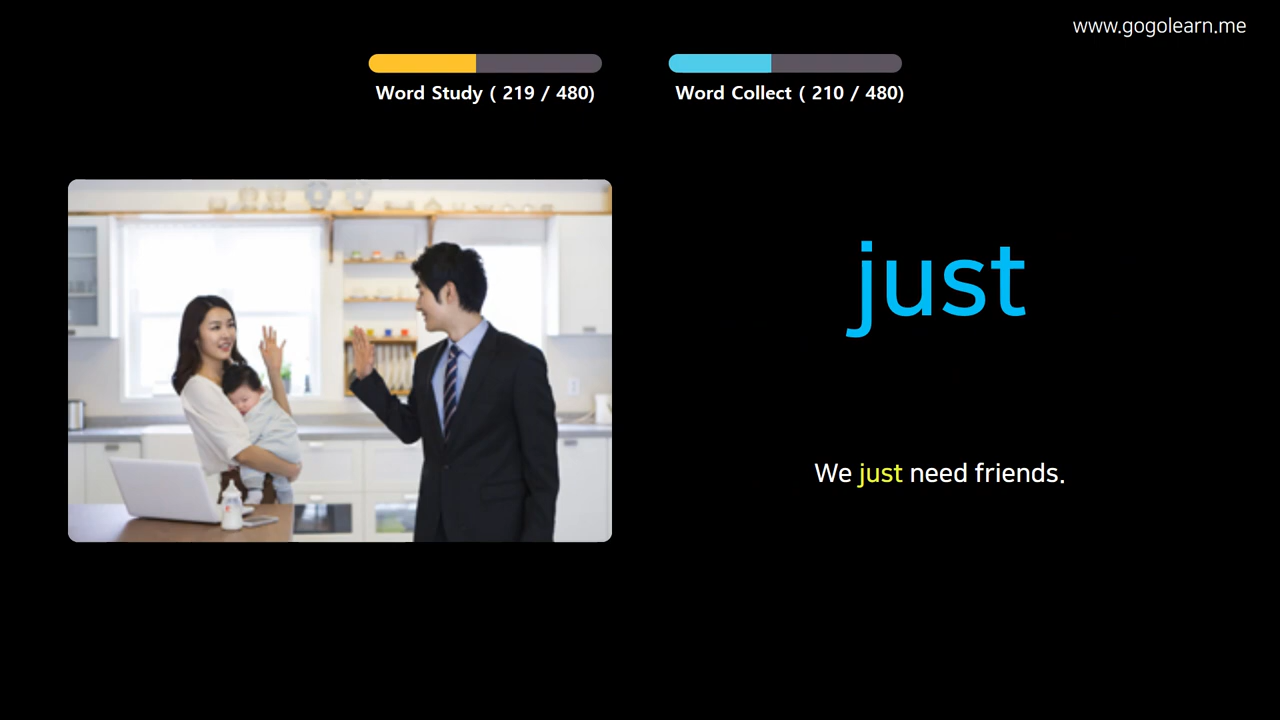 www.gogolearn.me
Word Study ( 219 / 480)
Word Collect ( 210 / 480)
just
We just need friends.